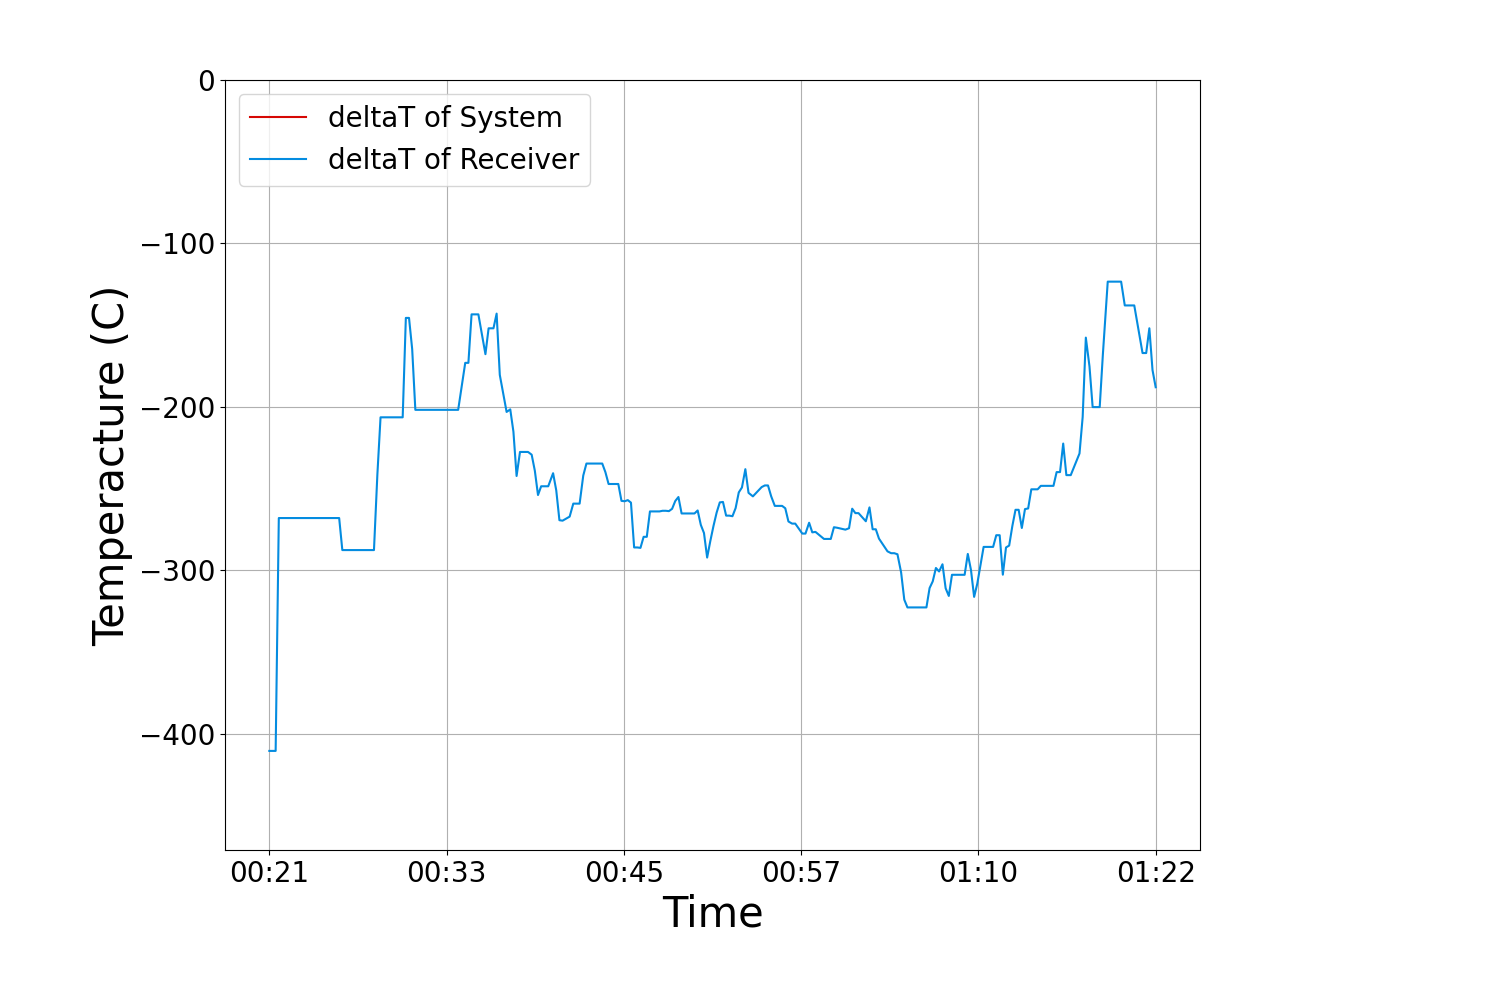 deltaT of System
deltaT of Receiver
0
−100
−200
−300
−400
Temperacture (C)
00:21 00:33 00:45 00:57 01:10 01:22
Time